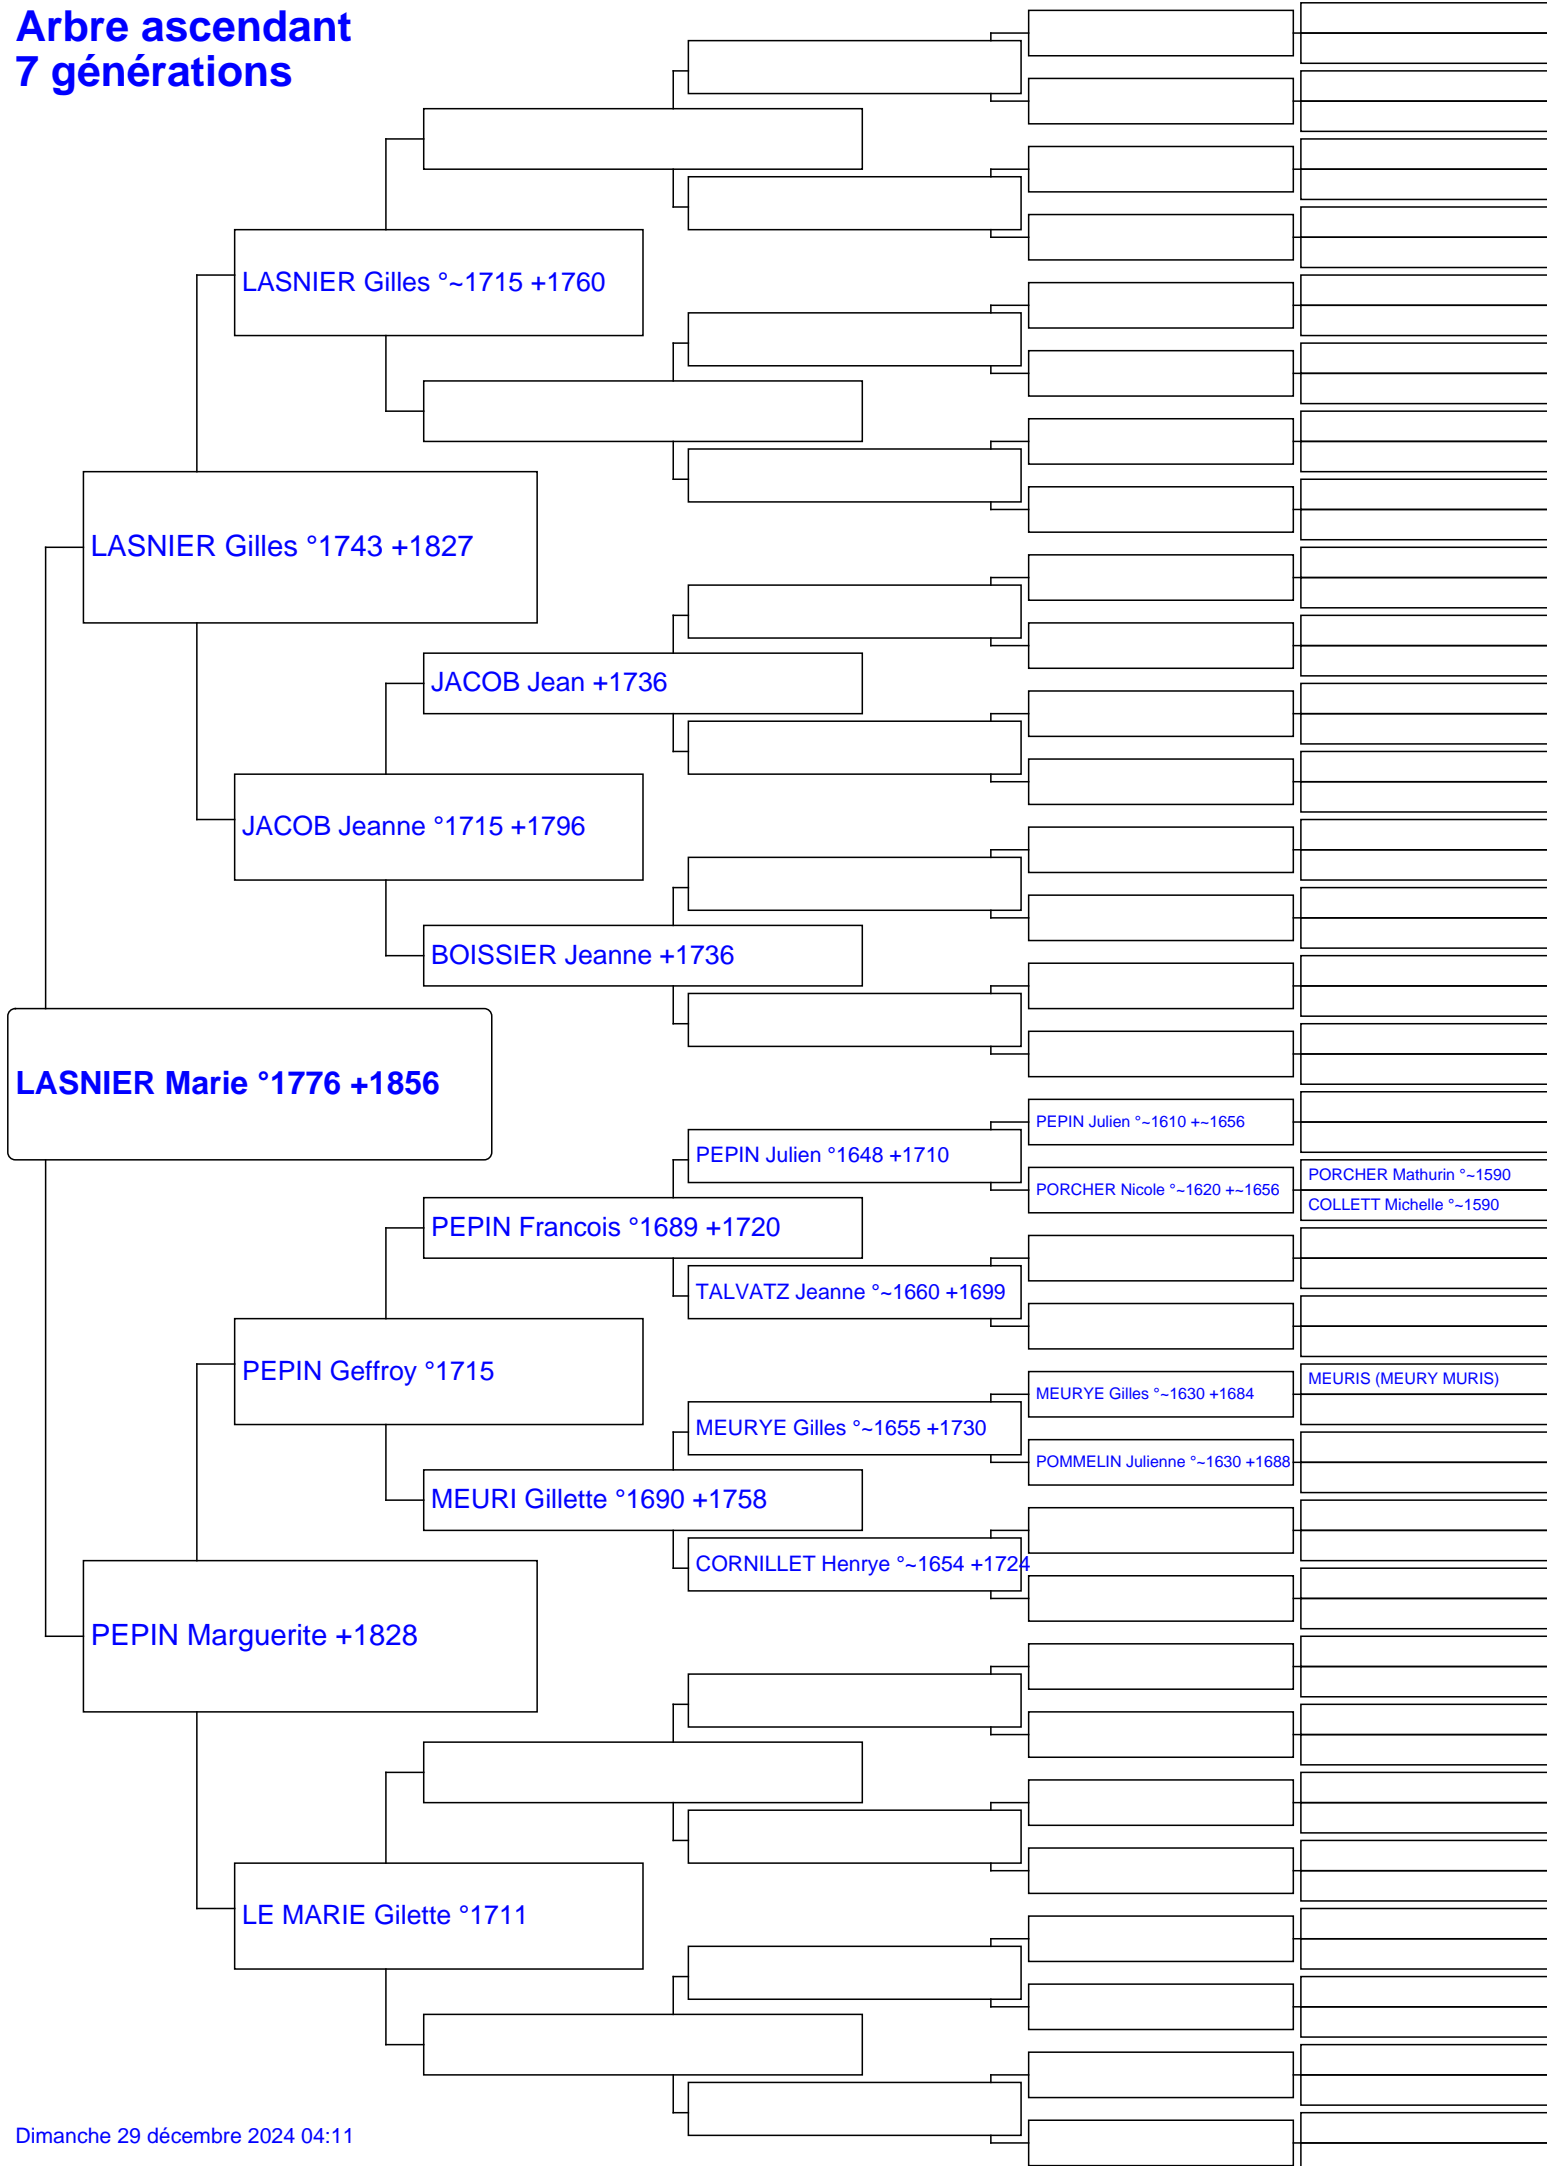 Arbre ascendant
7 générations
LASNIER Gilles °~1715 +1760
LASNIER Gilles °1743 +1827
JACOB Jean +1736
JACOB Jeanne °1715 +1796
BOISSIER Jeanne +1736
LASNIER Marie °1776 +1856
PEPIN Julien °~1610 +~1656
PEPIN Julien °1648 +1710
PORCHER Mathurin °~1590
PORCHER Nicole °~1620 +~1656
COLLETT Michelle °~1590
PEPIN Francois °1689 +1720
TALVATZ Jeanne °~1660 +1699
PEPIN Geffroy °1715
MEURIS (MEURY MURIS)
MEURYE Gilles °~1630 +1684
MEURYE Gilles °~1655 +1730
POMMELIN Julienne °~1630 +1688
MEURI Gillette °1690 +1758
CORNILLET Henrye °~1654 +1724
PEPIN Marguerite +1828
LE MARIE Gilette °1711
Dimanche 29 décembre 2024 04:11